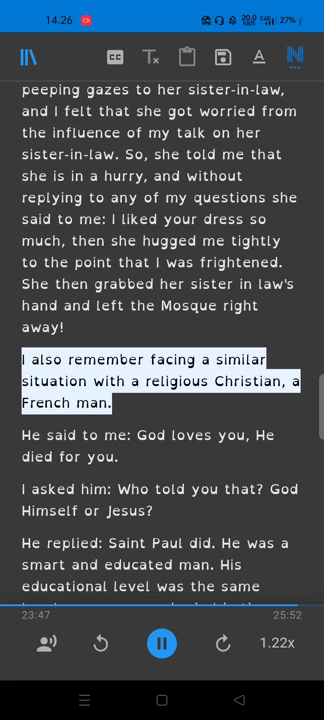 14.26 20.0 KB/S 27%
CC Tx A N
peeping gazes to her sister-in-law,
and I felt that she got worried from
the influence of my talk on her
sister-in-law. So, she told me that
she is in a hurry, and without
replying to any of my questions she
said to me: I liked your dress so
much, then she hugged me tightly
to the point that I was frightened.
She then grabbed her sister in law's
hand and left the Mosque right
away!
I also remember facing a similar
situation with a religious Christian, a
French man.
He said to me: God loves you, He
died for you.
I asked him: Who told you that? God
Himself or Jesus?
He replied: Saint Paul did. He was a
smart and educated man. His
educational level was the same
23:47 25:52
1.22x